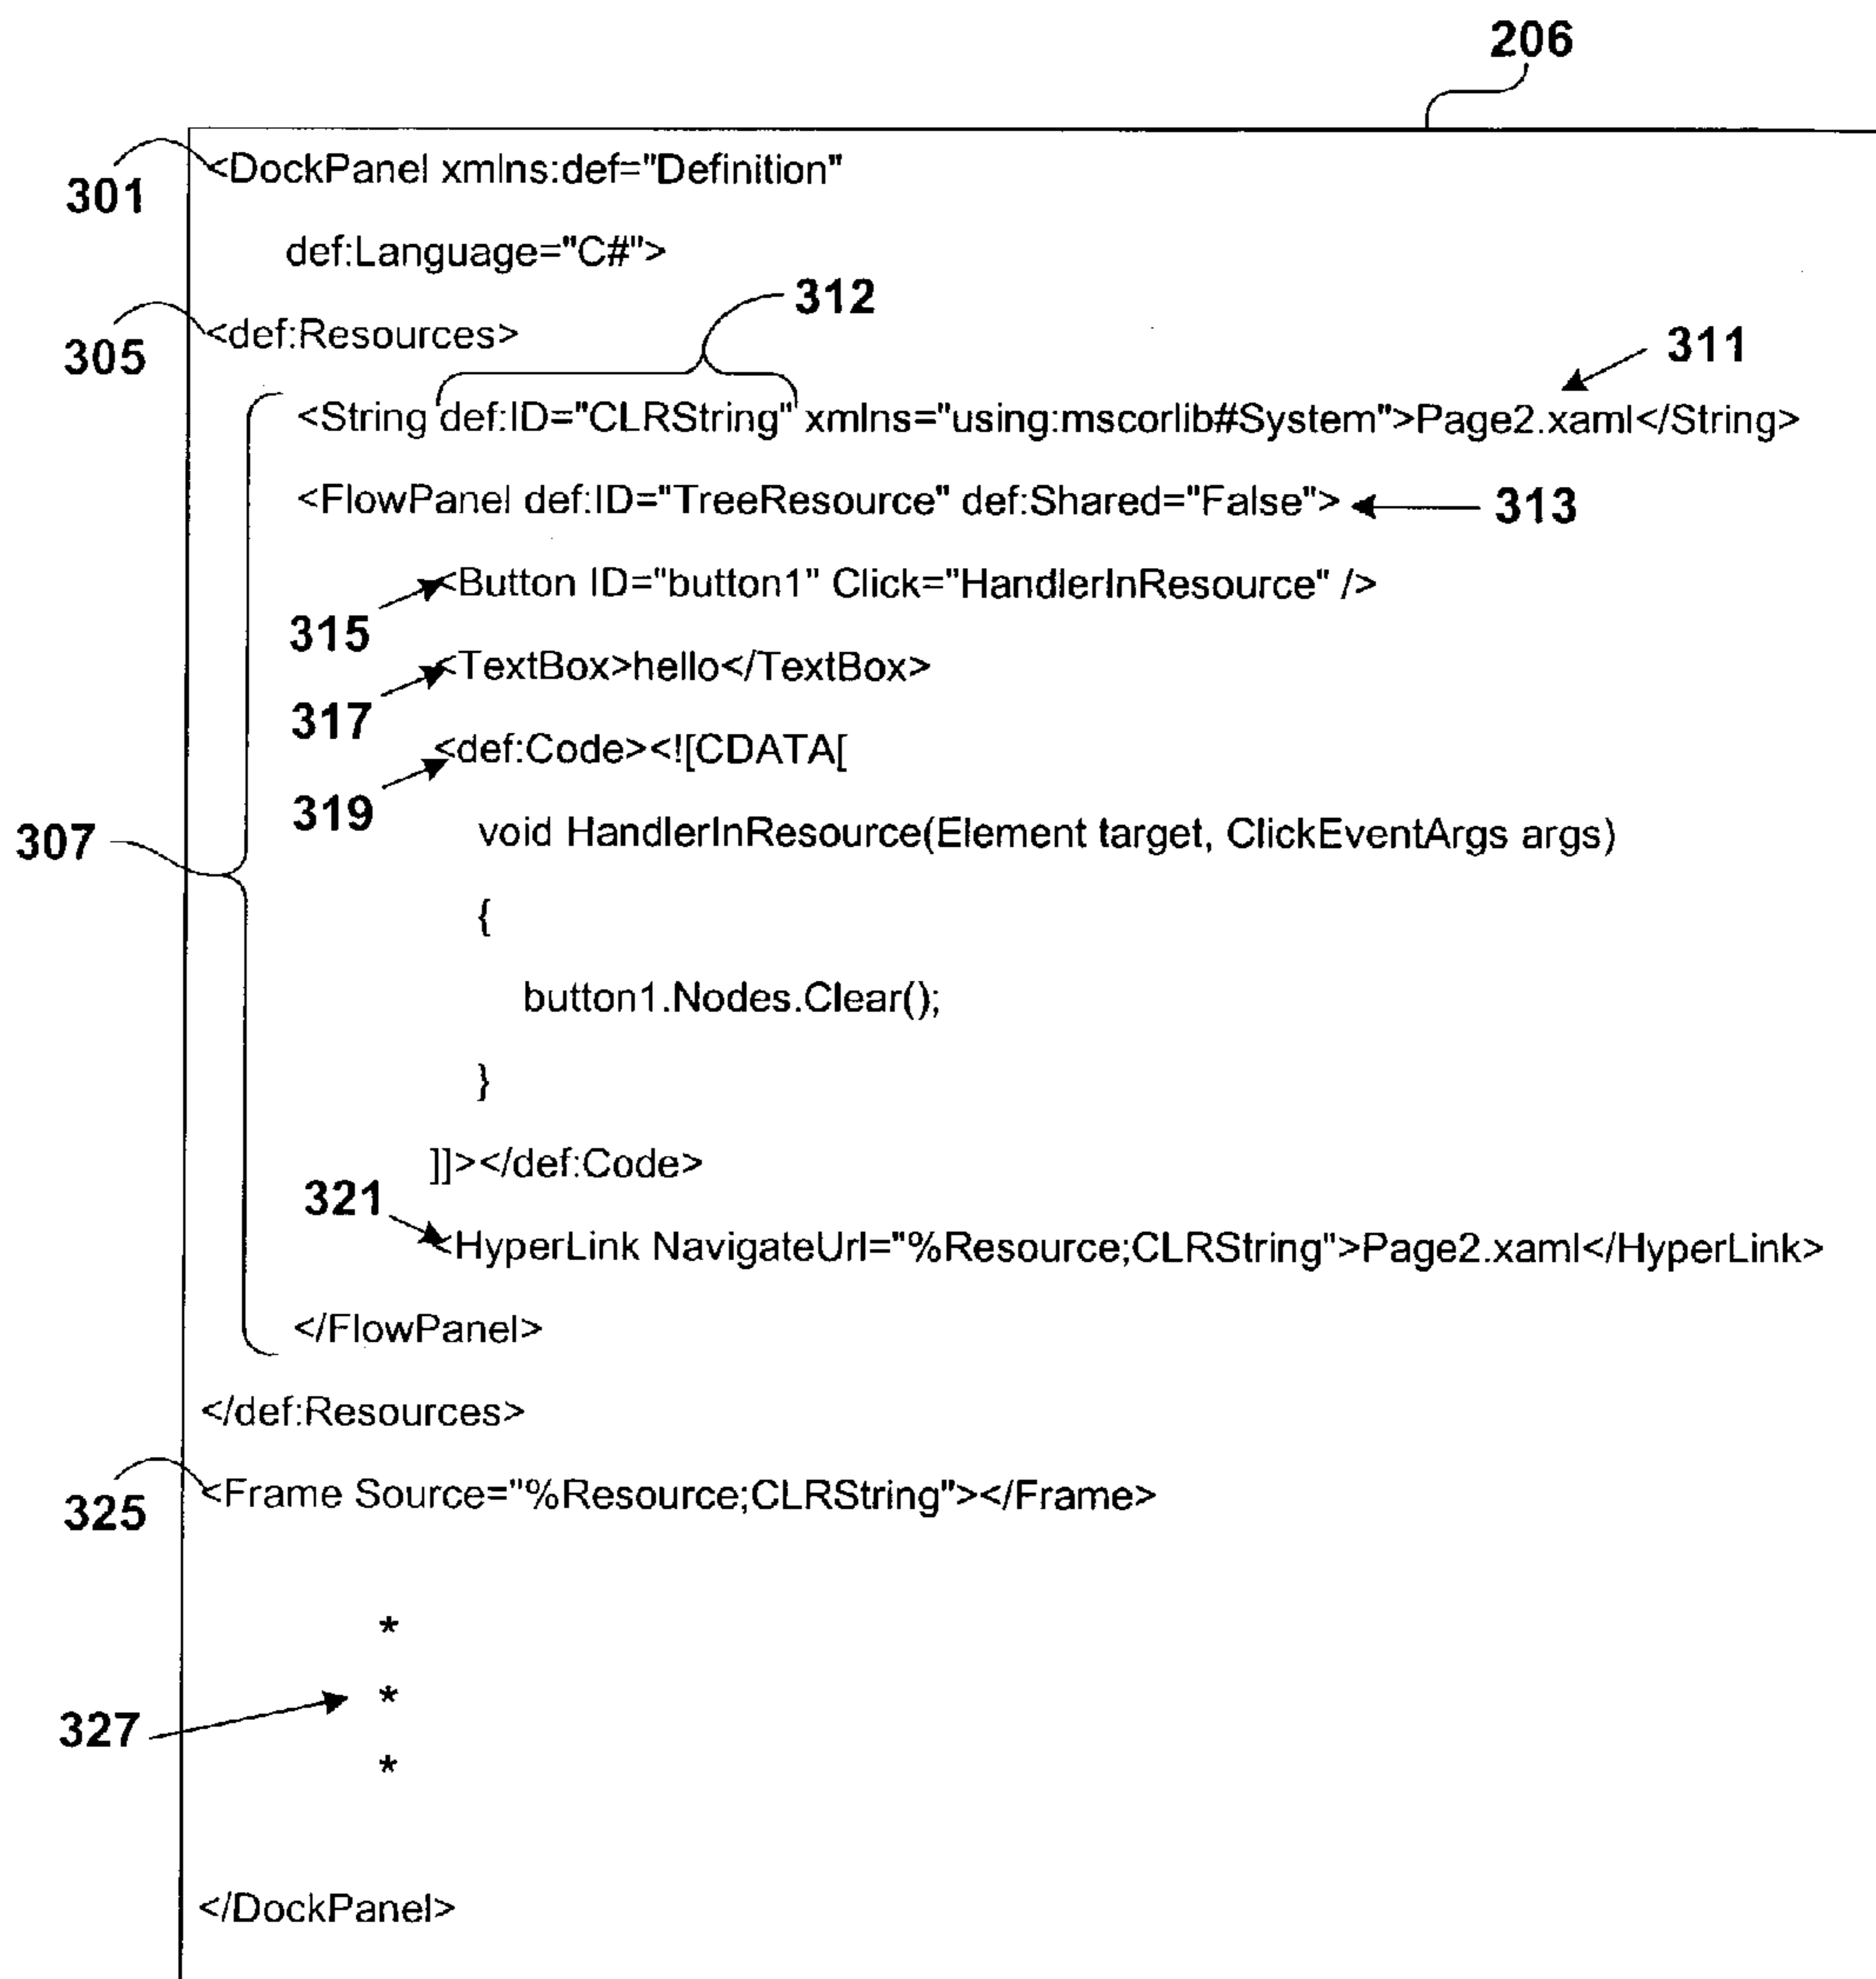 206
301 <DockPanel xmlns:def="Definition"
def:Language="C#">
312
305 <def:Resources>
311
<String def:ID="CLRString" xmlns="using:mscorlib#System">Page2.xaml</String>
<FlowPanel def:ID="TreeResource" def:Shared="False"> 313
<Button ID="button1" Click="HandlerInResource" />
315
<TextBox>hello</TextBox>
317
<def:Code><![CDATA[
319
307
void HandlerInResource(Element target, ClickEventArgs args)
{
button1.Nodes.Clear();
}
]]></def:Code>
321
<HyperLink NavigateUrl="%Resource;CLRString">Page2.xaml</HyperLink>
</FlowPanel>
</def:Resources>
325 <Frame Source="%Resource;CLRString"></Frame>
*
*
327
*
</DockPanel>